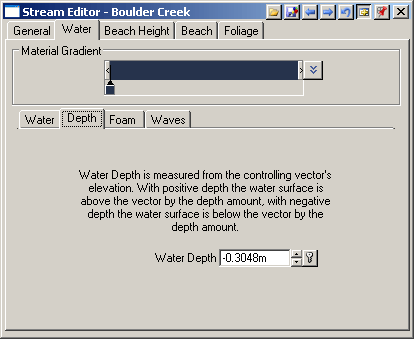 Stream Editor - Boulder Creek
General Water Beach Height Beach Foliage
Material Gradient
Water Depth Foam Waves
Water Depth is measured from the controlling vector's
elevation. With positive depth the water surface is
above the vector by the depth amount, with negative
depth the water surface is below the vector by the
depth amount.
Water Depth -0.3048m